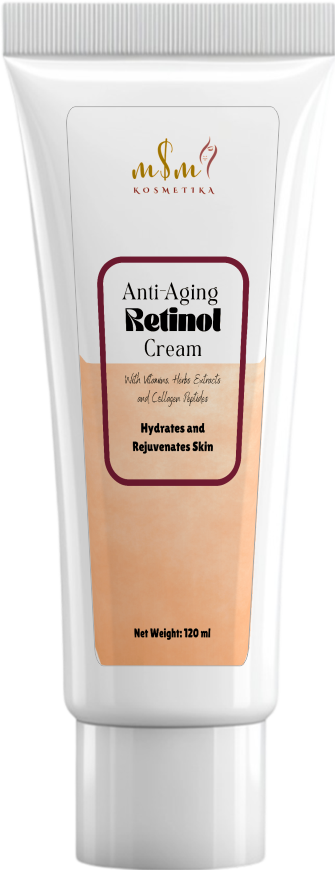 m$m
KOSMETIKA
Anti-Aging
Retinol
Cream
With Vitamins, Herbs Extracts
and Collagen Peptides
Hydrates and
Rejuvenates Skin
Net Weight: 120 ml